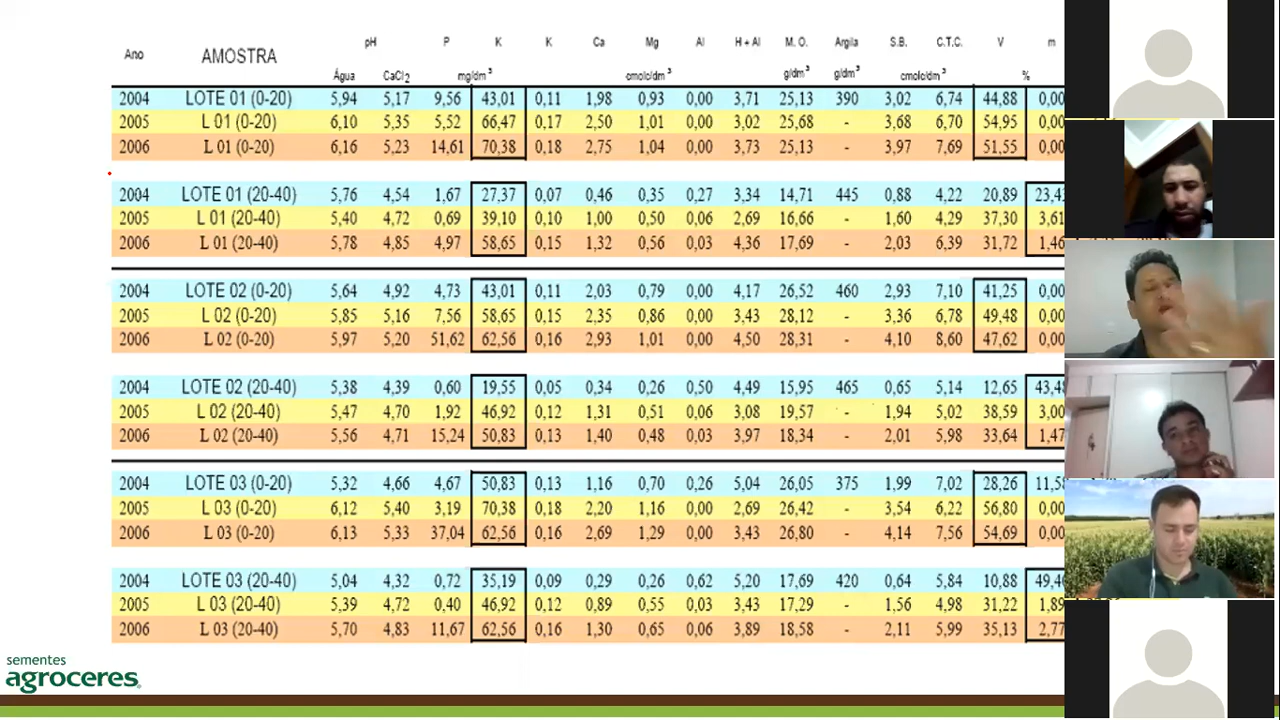 pH P K K Ca Mg Al H + Al M. O. Argila S.B. C.T.C. V m
Ano AMOSTRA
Água CaCl2 mg/dm³ cmolc/dm³ g/dm³ g/dm³ cmolc/dm³ %
2004 LOTE 01 (0-20) 5,94 5,17 9,56 43,01 0,11 1,98 0,93 0,00 3,71 25,13 390 3,02 6,74 44,88 0,00
2005 L 01 (0-20) 6,10 5,35 5,52 66,47 0,17 2,50 1,01 0,00 3,02 25,68 - 3,68 6,70 54,95 0,00
2006 L 01 (0-20) 6,16 5,23 14,61 70,38 0,18 2,75 1,04 0,00 3,73 25,13 - 3,97 7,69 51,55 0,00
2004 LOTE 01 (20-40) 5,76 4,54 1,67 27,37 0,07 0,46 0,35 0,27 3,34 14,71 445 0,88 4,22 20,89
2005 L 01 (20-40) 5,40 4,72 0,69 39,10 0,10 1,00 0,50 0,06 2,69 16,66 - 1,60 4,29 37,30 3,61
2006 L 01 (20-40) 5,78 4,85 4,97 58,65 0,15 1,32 0,56 0,03 4,36 17,69 - 2,03 6,39 31,72 1,46
2004 LOTE 02 (0-20) 5,64 4,92 4,73 43,01 0,11 2,03 0,79 0,00 4,17 26,52 460 2,93 7,10 41,25 0,00
2005 L 02 (0-20) 5,85 5,16 7,56 58,65 0,15 2,35 0,86 0,00 3,43 28,12 - 3,36 6,78 49,48 0,00
2006 L 02 (0-20) 5,97 5,20 51,62 62,56 0,16 2,93 1,01 0,00 4,50 28,31 - 4,10 8,60 47,62 0,00
2004 LOTE 02 (20-40) 5,38 4,39 0,60 19,55 0,05 0,34 0,26 0,50 4,49 15,95 465 0,65 5,14 12,65
2005 L 02 (20-40) 5,47 4,70 1,92 46,92 0,12 1,31 0,51 0,06 3,08 19,57 - 1,94 5,02 38,59 3,00
2006 L 02 (20-40) 5,56 4,71 15,24 50,83 0,13 1,40 0,48 0,03 3,97 18,34 - 2,01 5,98 33,64 1,47
2004 LOTE 03 (0-20) 5,32 4,66 4,67 50,83 0,13 1,16 0,70 0,26 5,04 26,05 375 1,99 7,02 28,26
2005 L 03 (0-20) 6,12 5,40 3,19 70,38 0,18 2,20 1,16 0,00 2,69 26,42 - 3,54 6,22 56,80 0,00
2006 L 03 (0-20) 6,13 5,33 37,04 62,56 0,16 2,69 1,29 0,00 3,43 26,80 - 4,14 7,56 54,69 0,00
2004 LOTE 03 (20-40) 5,04 4,32 0,72 35,19 0,09 0,29 0,26 0,62 5,20 17,69 420 0,64 5,84 10,88
2005 L 03 (20-40) 5,39 4,72 0,40 46,92 0,12 0,89 0,55 0,03 3,43 17,29 - 1,56 4,98 31,22 1,89
2006 L 03 (20-40) 5,70 4,83 11,67 62,56 0,16 1,30 0,65 0,06 3,89 18,58 - 2,11 5,99 35,13 2,77
sementes
agroceres